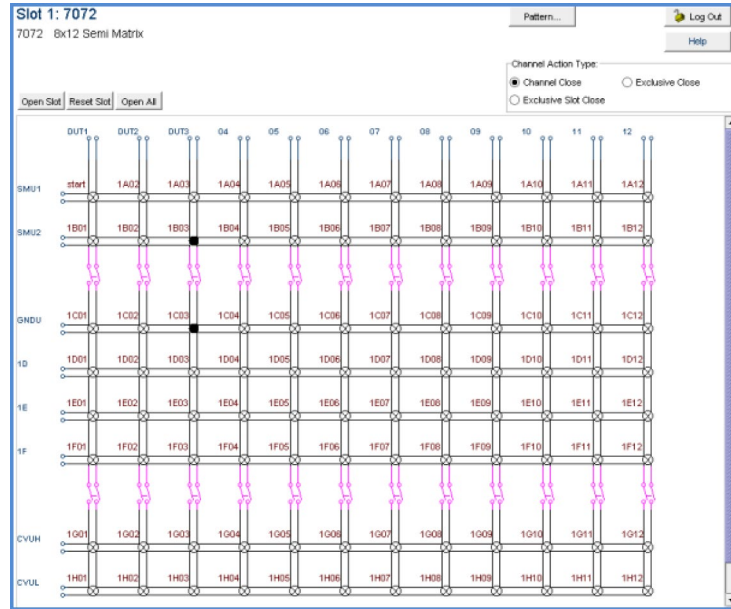 Slot 1: 7072
Pattern...
Log Out
7072 8x12 Semi Matrix
Help
Channel Action Type:
Channel Close
Exclusive Close
Exclusive Slot Close
Open Slot
Reset Slot
Open All
DUT1 DUT2 DUT3 04 05 06 07 08 09 10 11 12
SMU1 start 1A02 1A03 1A04 1A05 1A06 1A07 1A08 1A09 1A10 1A11 1A12
SMU2 1B01 1B02 1B03 1B04 1B05 1B06 1B07 1B08 1B09 1B10 1B11 1B12
GNDU 1C01 1C02 1C03 1C04 1C05 1C06 1C07 1C08 1C09 1C10 1C11 1C12
1D 1D01 1D02 1D03 1D04 1D05 1D06 1D07 1D08 1D09 1D10 1D11 1D12
1E 1E01 1E02 1E03 1E04 1E05 1E06 1E07 1E08 1E09 1E10 1E11 1E12
1F 1F01 1F02 1F03 1F04 1F05 1F06 1F07 1F08 1F09 1F10 1F11 1F12
CVUH 1G01 1G02 1G03 1G04 1G05 1G06 1G07 1G08 1G09 1G10 1G11 1G12
CVUL 1H01 1H02 1H03 1H04 1H05 1H06 1H07 1H08 1H09 1H10 1H11 1H12